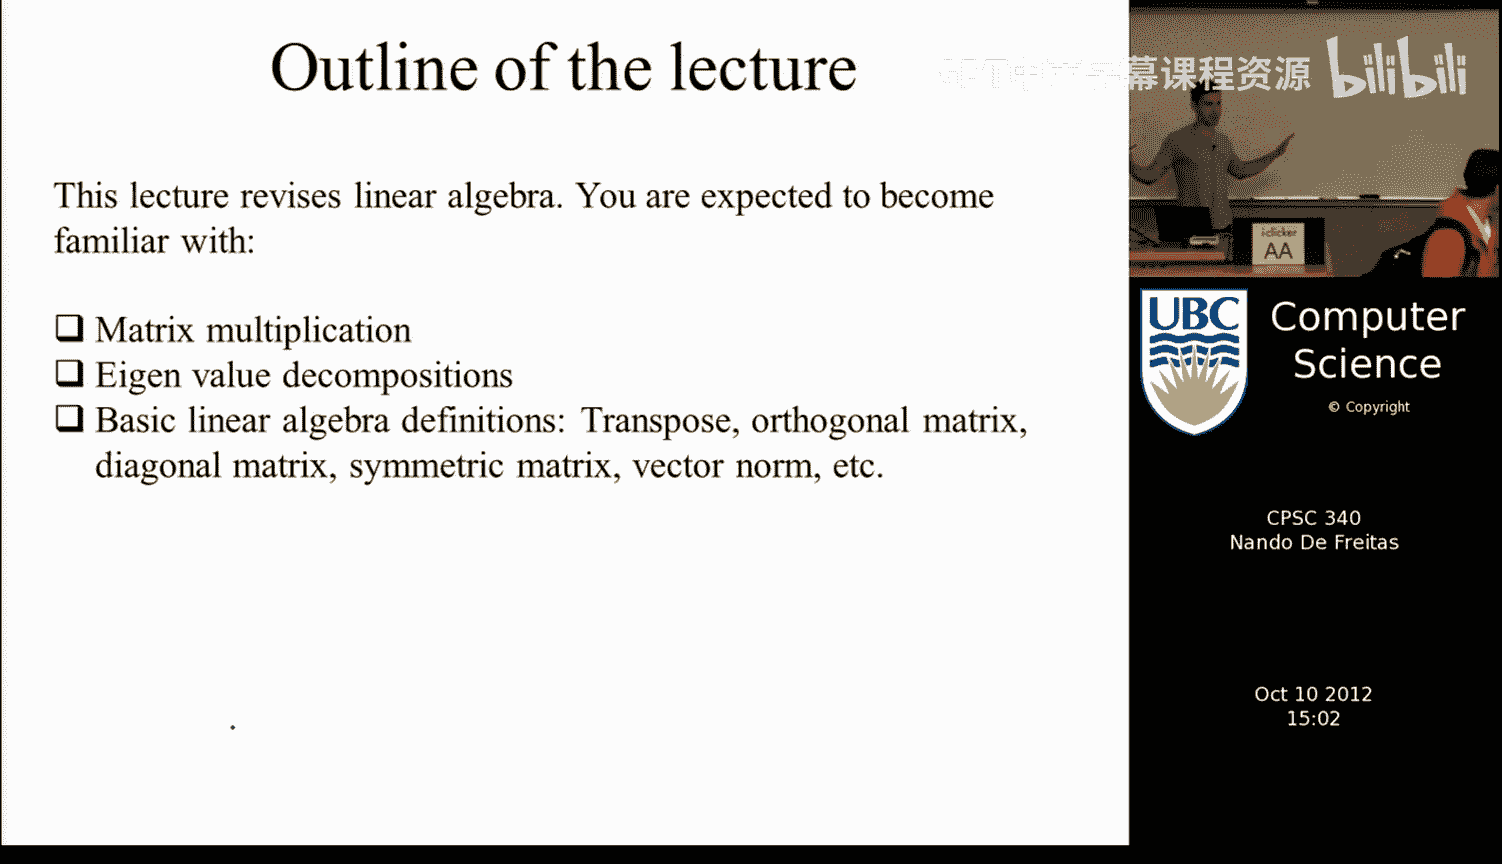 Outline of the lecture
This lecture revises linear algebra. You are expected to become
familiar with:
❑ Matrix multiplication
❑ Eigen value decompositions
❑ Basic linear algebra definitions: Transpose, orthogonal matrix,
diagonal matrix, symmetric matrix, vector norm, etc.
字幕课程资源 bilibili
iclicker
AA
UBC
Computer
Science
© Copyright
CPSC 340
Nando De Freitas
Oct 10 2012
15:02